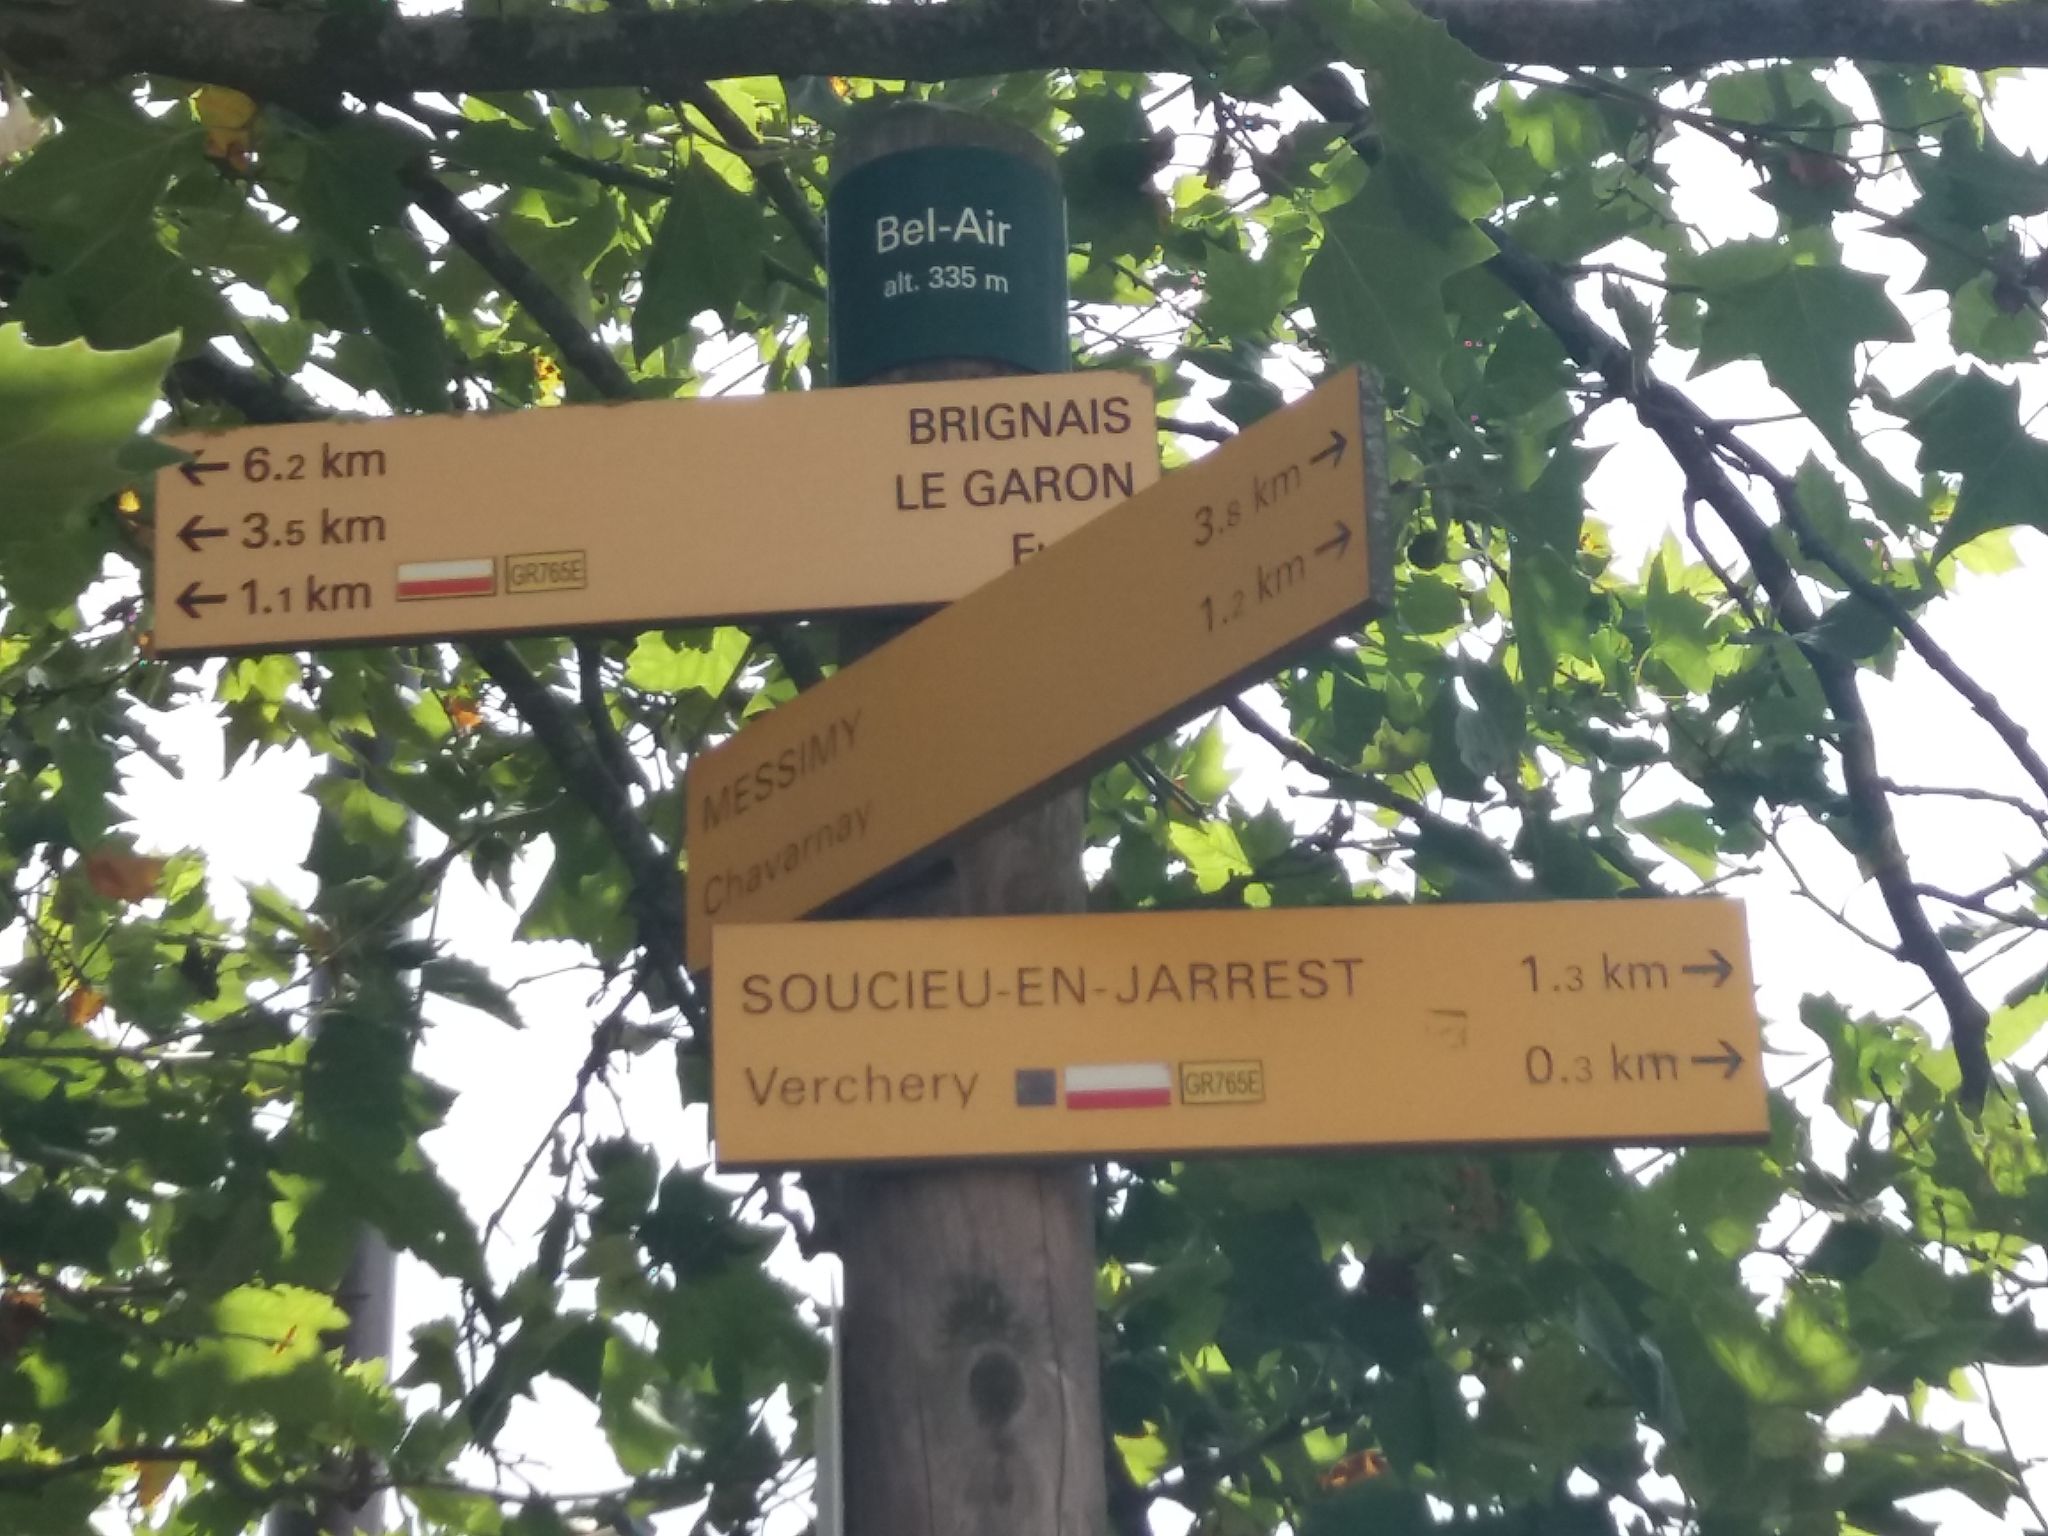 Bel-Air
alt. 335 m
← 6.2 km BRIGNAIS
← 3.5 km LE GARON
← 1.1 km GR765E
MESSIMY 3.8 km →
Chavarnay 1.2 km →
SOUCIEU-EN-JARREST 1.3 km →
Verchery GR765E 0.3 km →